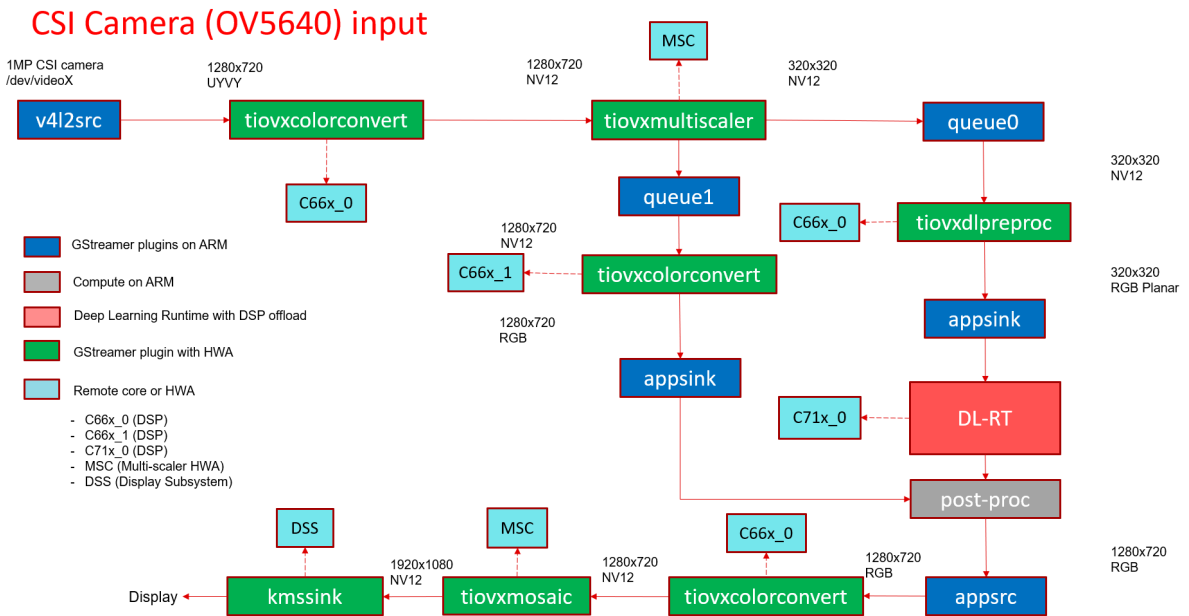 CSI Camera (OV5640) input
1MP CSI camera
/dev/videoX
1280x720
UYVY
1280x720
NV12
MSC
320x320
NV12
v4l2src
tiovxcolorconvert
tiovxmultiscaler
queue0
C66x_0
queue1
320x320
NV12
C66x_0
tiovxdlpreproc
1280x720
NV12
C66x_1
tiovxcolorconvert
320x320
RGB Planar
GStreamer plugins on ARM
Compute on ARM
Deep Learning Runtime with DSP offload
GStreamer plugin with HWA
Remote core or HWA
- C66x_0 (DSP)
- C66x_1 (DSP)
- C71x_0 (DSP)
- MSC (Multi-scaler HWA)
- DSS (Display Subsystem)
1280x720
RGB
appsink
appsink
C71x_0
DL-RT
post-proc
DSS
MSC
C66x_0
1280x720
RGB
1920x1080
NV12
1280x720
NV12
1280x720
RGB
Display
kmssink
tiovxmosaic
tiovxcolorconvert
appsrc